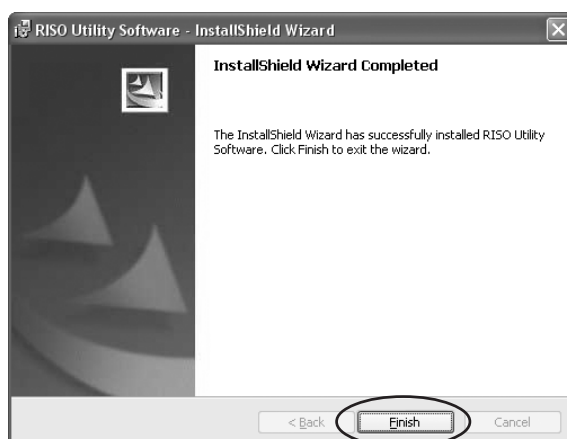 RISO Utility Software - InstallShield Wizard
InstallShield Wizard Completed
The InstallShield Wizard has successfully installed RISO Utility
Software. Click Finish to exit the wizard.
< Back Finish Cancel